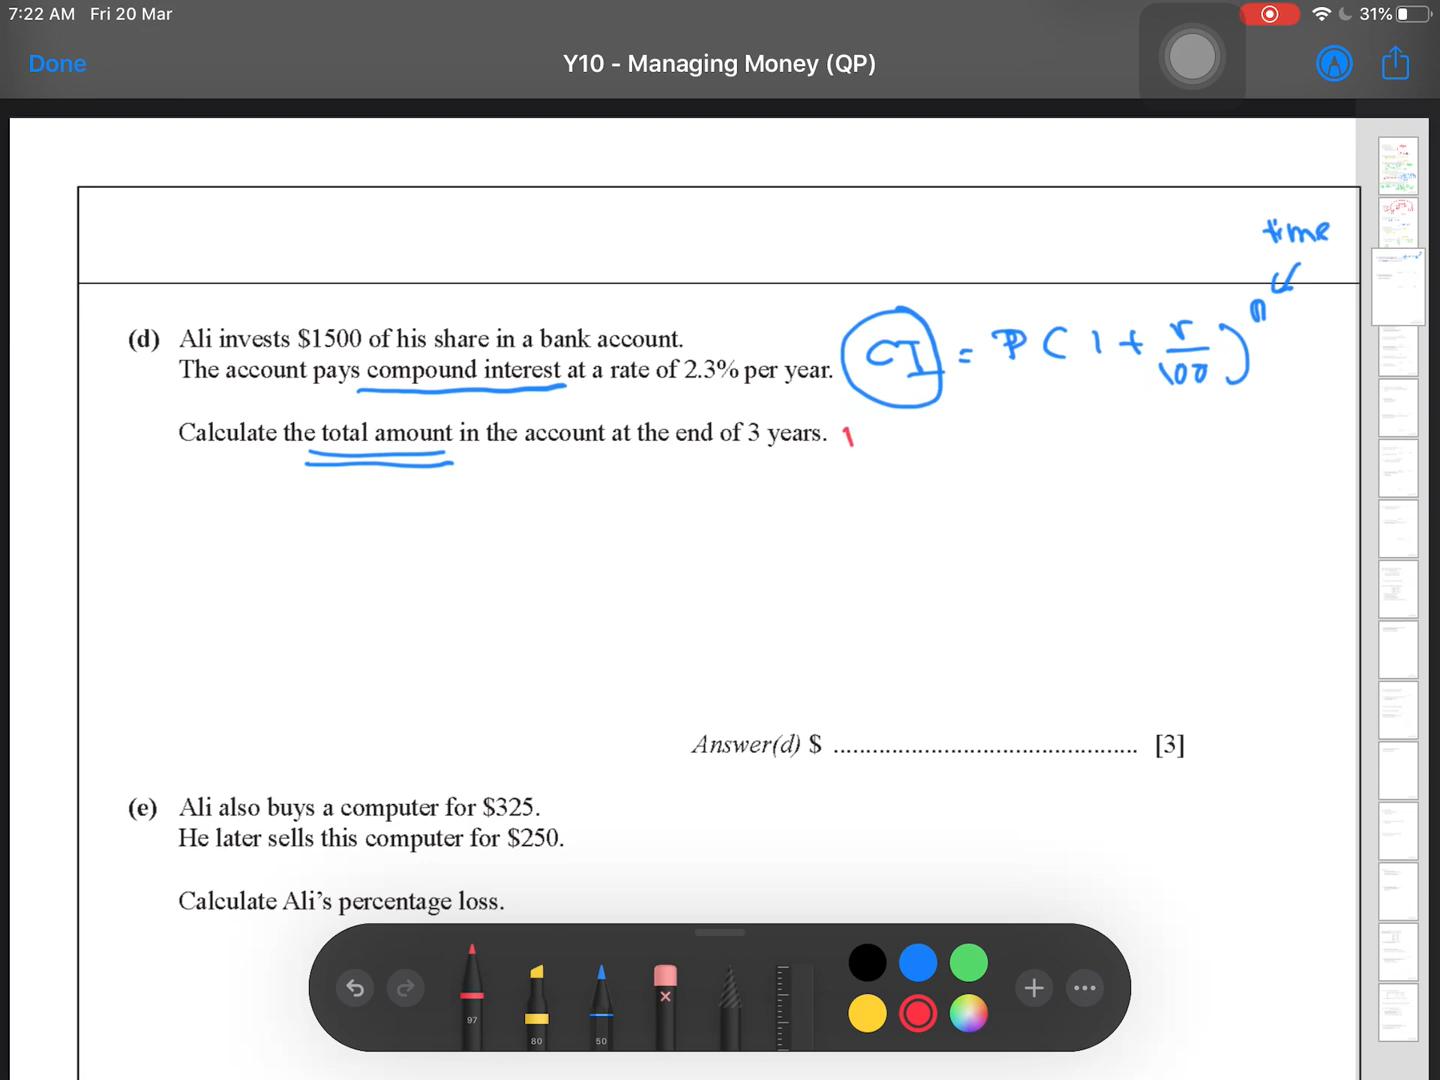 7:22 AM Fri 20 Mar
31%
Done
Y10 - Managing Money (QP)
time
(d) Ali invests $1500 of his share in a bank account.
The account pays compound interest at a rate of 2.3% per year.
CI = P ( 1 + r/100 )^n
Calculate the total amount in the account at the end of 3 years. 1
Answer(d) $ .............................................. [3]
(e) Ali also buys a computer for $325.
He later sells this computer for $250.
Calculate Ali's percentage loss.
97
80
50